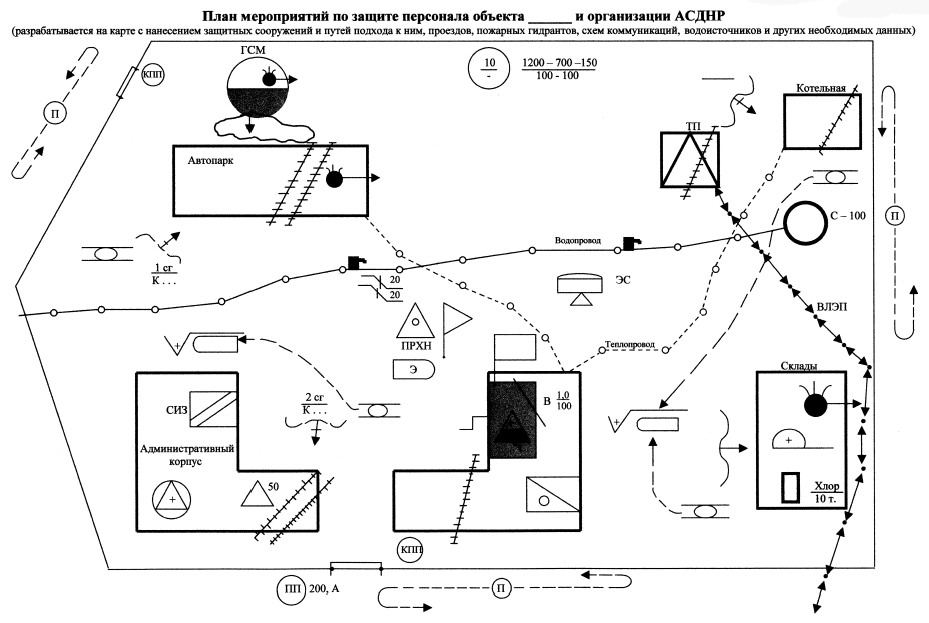 План мероприятий по защите персонала объекта ______ и организации АСДНР
(разрабатывается на карте с нанесением защитных сооружений и путей подхода к ним, проездов, пожарных гидрантов, схем коммуникаций, водоисточников и других необходимых данных)
ГСМ
КПП
10
-
1200 – 700 –150
100 - 100
Котельная
П
ТП
Автопарк
С – 100
П
Водопровод
1 сг
К . . .
20
20
ЭС
ВЛЭП
ПРХН
Теплопровод
Э
Склады
СИЗ
2 сг
К . . .
В
1,0
100
Административный
корпус
50
Хлор
10 т.
КПП
ПП
200, А
П